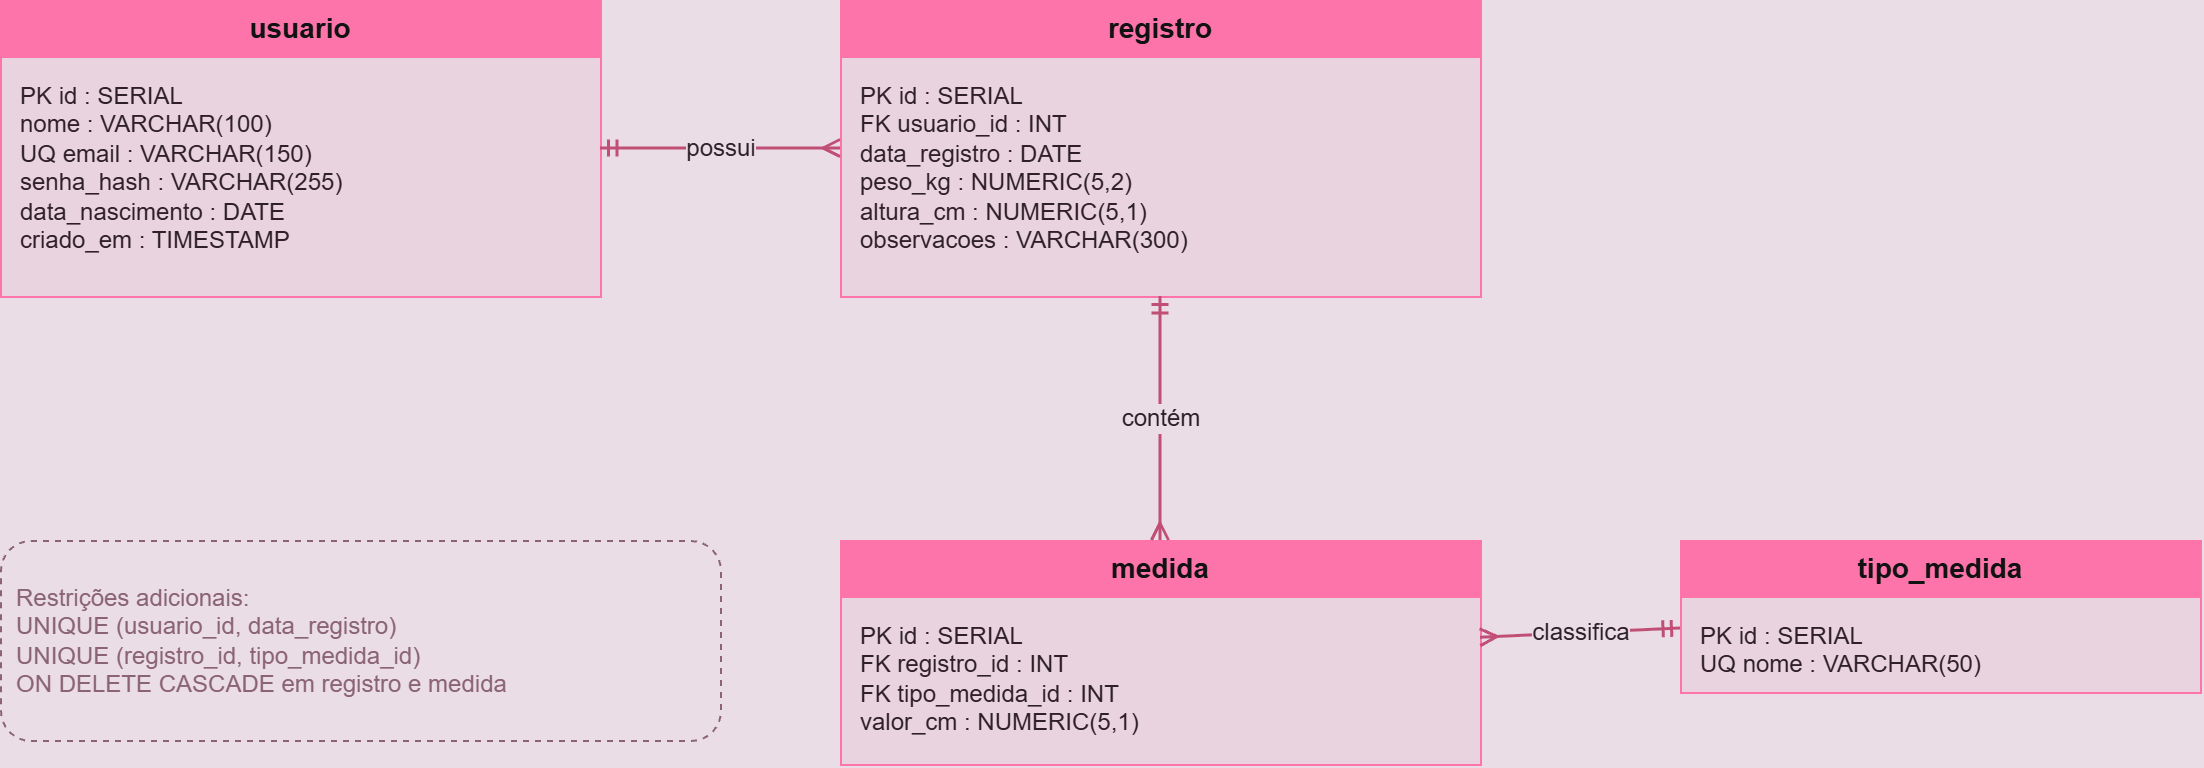 usuario
PK id : SERIAL
nome : VARCHAR(100)
UQ email : VARCHAR(150)
senha_hash : VARCHAR(255)
data_nascimento : DATE
criado_em : TIMESTAMP
possui
registro
PK id : SERIAL
FK usuario_id : INT
data_registro : DATE
peso_kg : NUMERIC(5,2)
altura_cm : NUMERIC(5,1)
observacoes : VARCHAR(300)
contém
Restrições adicionais:
UNIQUE (usuario_id, data_registro)
UNIQUE (registro_id, tipo_medida_id)
ON DELETE CASCADE em registro e medida
medida
PK id : SERIAL
FK registro_id : INT
FK tipo_medida_id : INT
valor_cm : NUMERIC(5,1)
classifica
tipo_medida
PK id : SERIAL
UQ nome : VARCHAR(50)